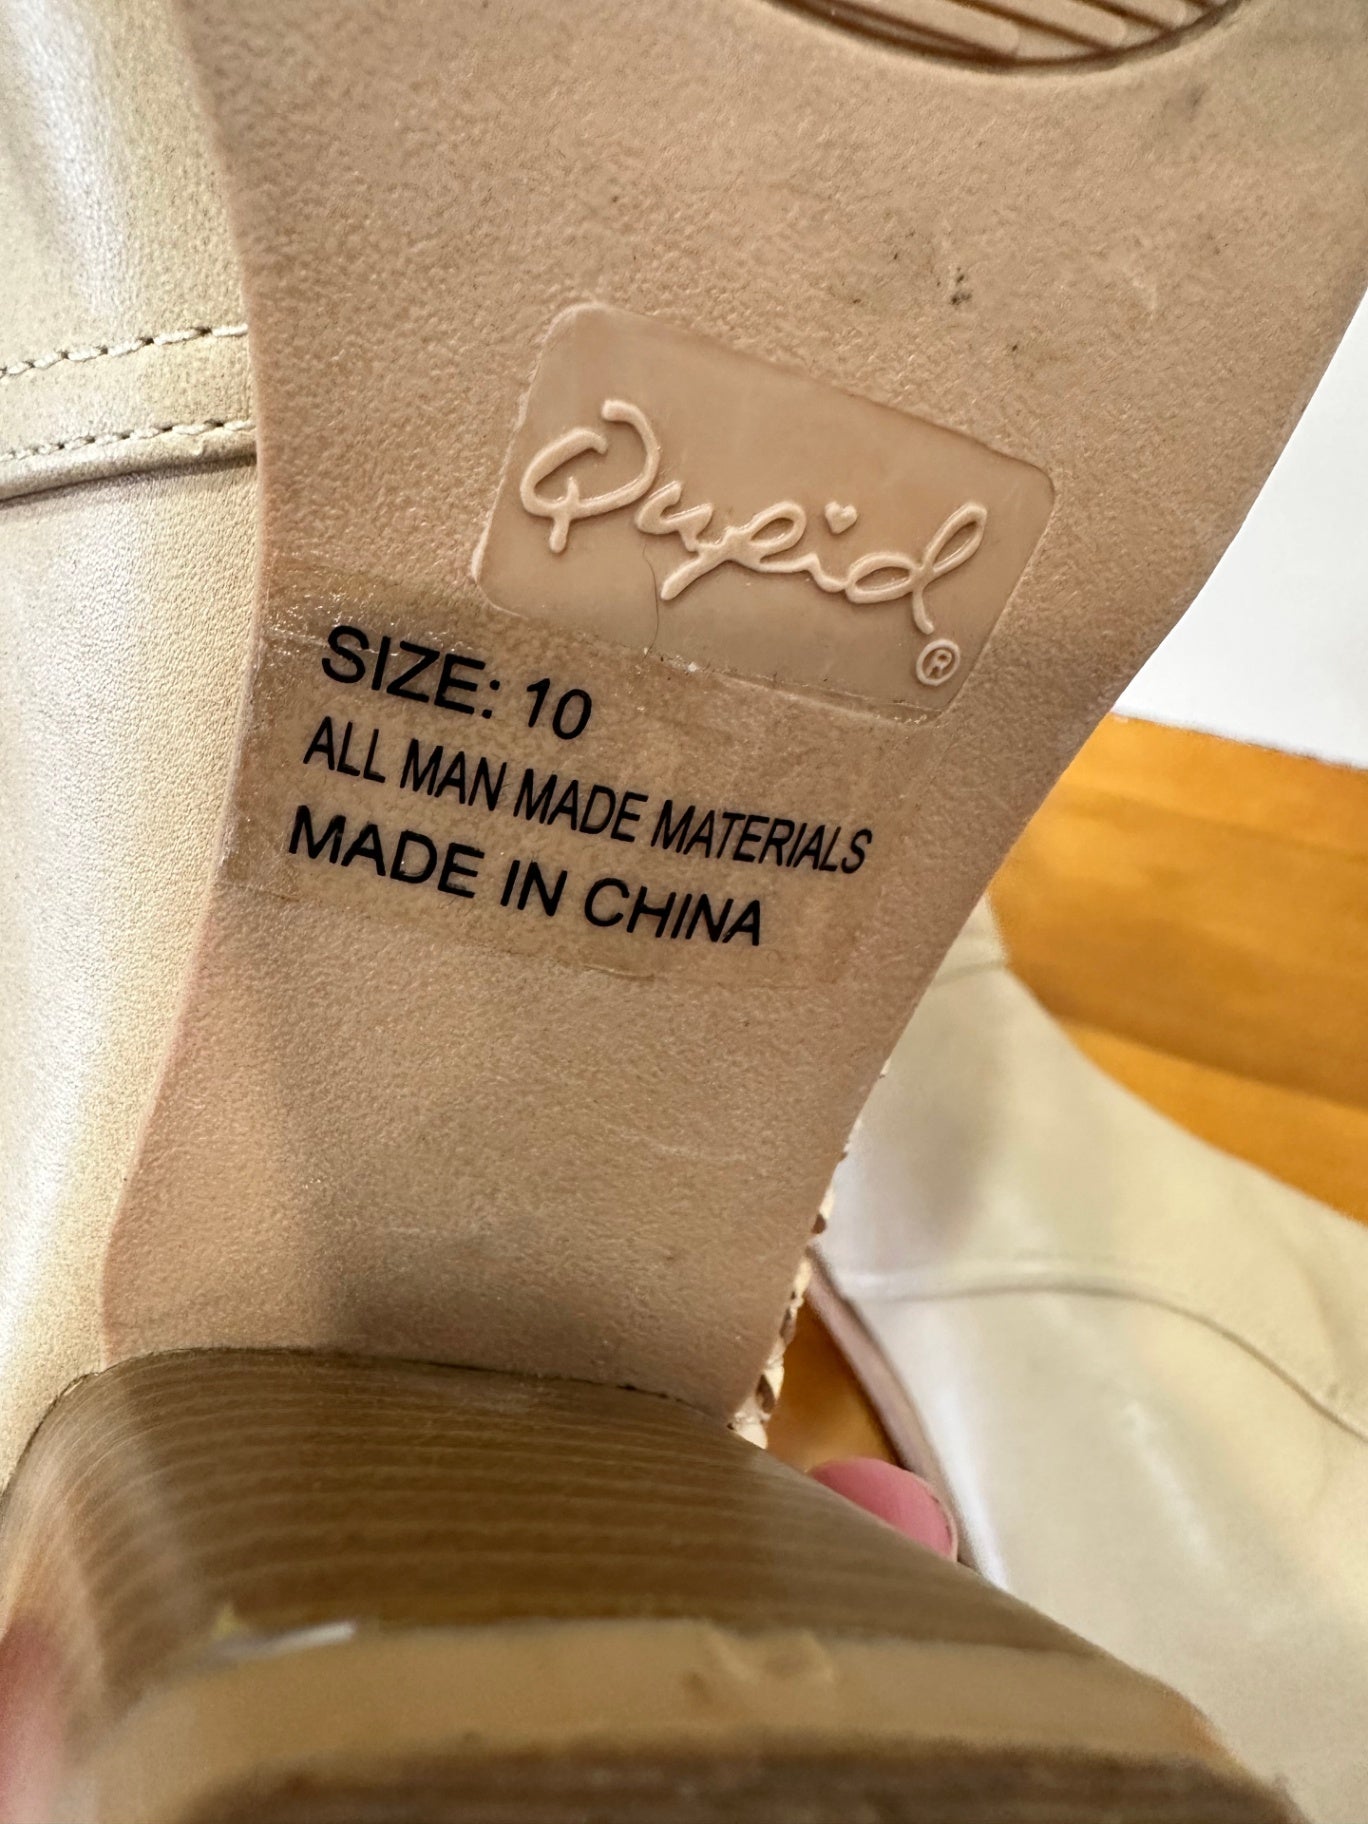 Qupid
®
SIZE: 10
ALL MAN MADE MATERIALS
MADE IN CHINA